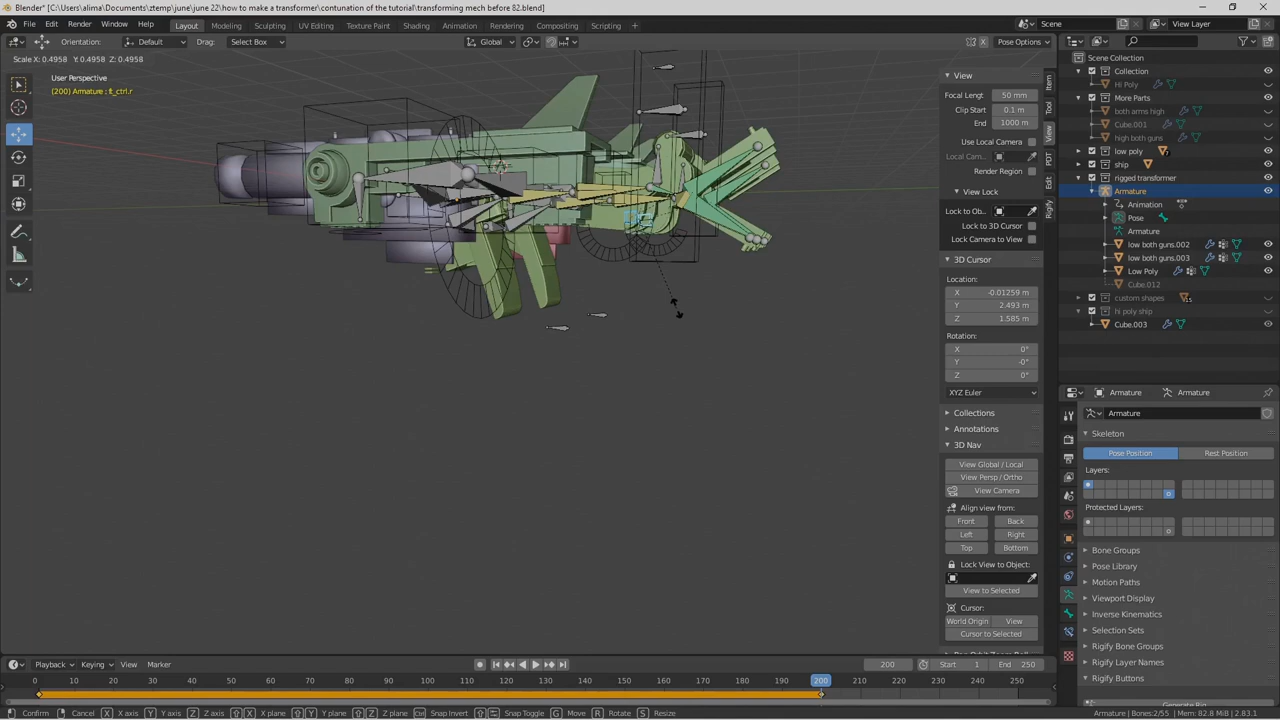 Blender* [C:\Users\alima\Documents\ztemp\june\june 22\how to make a transformer\contunation of the tutorial\transforming mech before 82.blend]
File Edit Render Window Help Layout Modeling Sculpting UV Editing Texture Paint Shading Animation Rendering Compositing Scripting + Scene View Layer
Orientation: Default Drag: Select Box Global Pose Options
Scale X: 0.4958 Y: 0.4958 Z: 0.4958
User Perspective
(200) Armature :
View
Focal Lengt 50 mm
Clip Start 0.1 m
End 1000 m
Use Local Camera
Local Cam...
View Lock
Lock to Ob...
Lock to 3D Cursor
Lock Camera to View
3D Cursor
Location:
X -0.01259 m
Y 2.493 m
Z 1.585 m
Rotation:
X 0°
Y -0°
Z 0°
XYZ Euler
Collections
Annotations
3D Nav
View Global / Local
View Persp / Ortho
View Camera
Align view from:
Front Back
Left Right
Top Bottom
Lock View to Object:
View to Selected
Cursor:
World Origin View
Cursor to Selected
Item
Tool
View
PDT
Edit
Rigify
Scene Collection
Collection
Hi Poly
More Parts
both arms high
Cube.001
high both guns
low poly
ship
rigged transformer
Armature
Animation
Pose
Armature
low both guns.002
low both guns.003
Low Poly
Cube.012
custom shapes
hi poly ship
Cube.003
Armature Armature
Armature
Skeleton
Pose Position Rest Position
Layers:
Protected Layers:
Bone Groups
Pose Library
Motion Paths
Viewport Display
Inverse Kinematics
Selection Sets
Rigify Bone Groups
Rigify Layer Names
Rigify Buttons
Playback Keying View Marker 200 Start 1 End 250
0 10 20 30 40 50 60 70 80 90 100 110 120 130 140 150 160 170 180 190 200 210 220 230 240 250
Confirm Cancel X X axis Y Y axis Z Z axis X X plane Y Y plane Z Z plane Snap Invert Snap Toggle G Move R Rotate S Resize Armature | Bones:2/55 | Mem: 82.8 MiB | 2.83.1